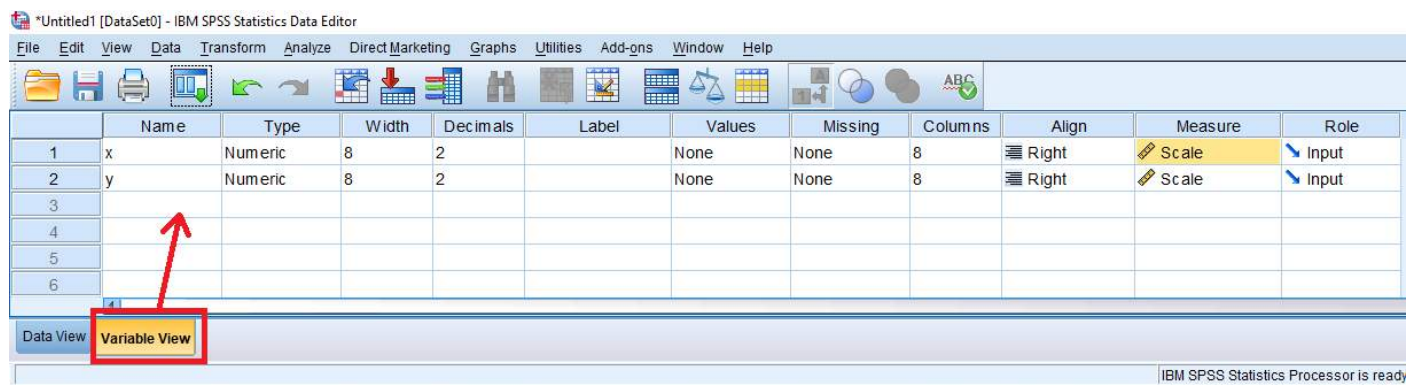 *Untitled1 [DataSet0] - IBM SPSS Statistics Data Editor
File Edit View Data Transform Analyze Direct Marketing Graphs Utilities Add-ons Window Help
A
1
ABC
Name Type Width Decimals Label Values Missing Columns Align Measure Role
1 x Numeric 8 2 None None 8 Right Scale Input
2 y Numeric 8 2 None None 8 Right Scale Input
3
4
5
6
Data View Variable View
IBM SPSS Statistics Processor is ready